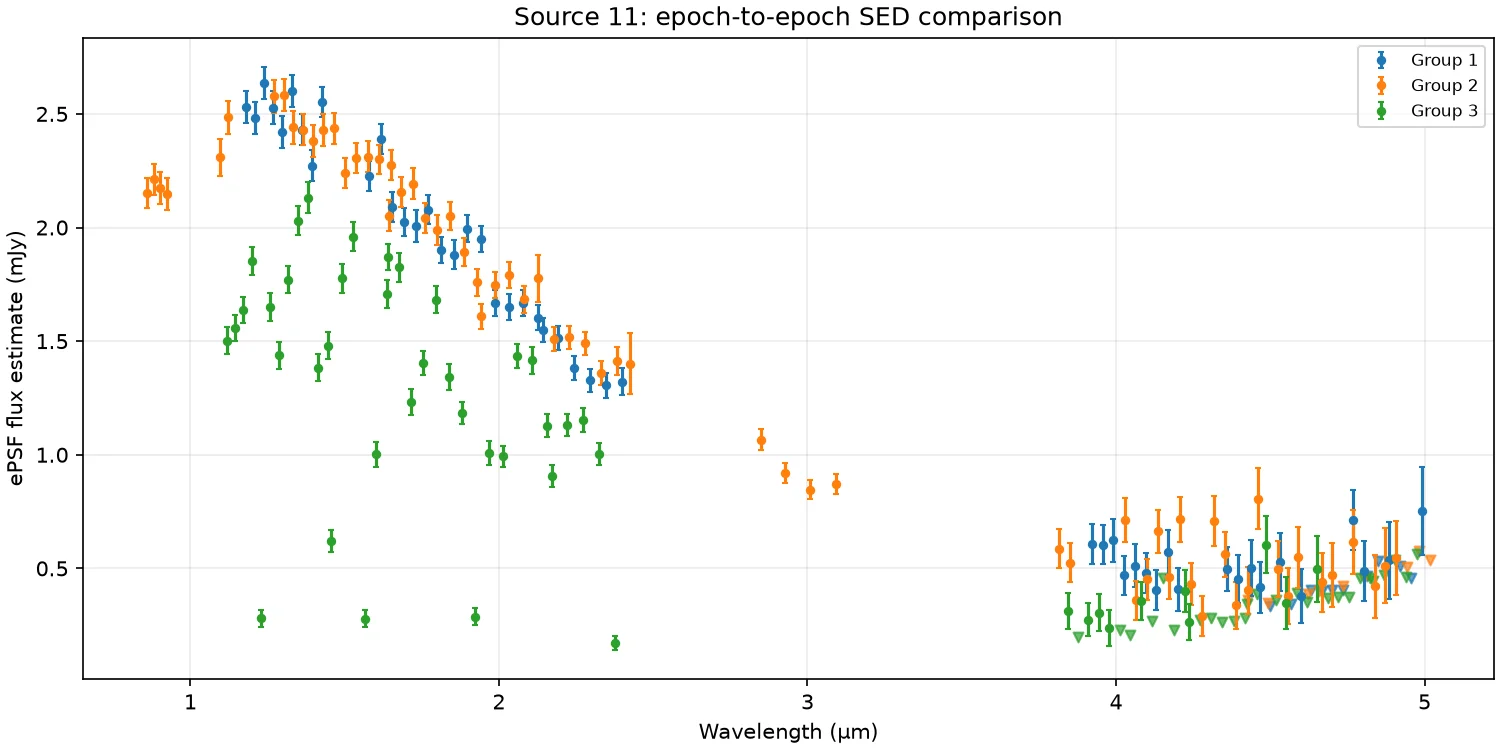 Source 11: epoch-to-epoch SED comparison
ePSF flux estimate (mJy)
2.5
2.0
1.5
1.0
0.5
1
2
3
4
5
Wavelength (μm)
Group 1
Group 2
Group 3